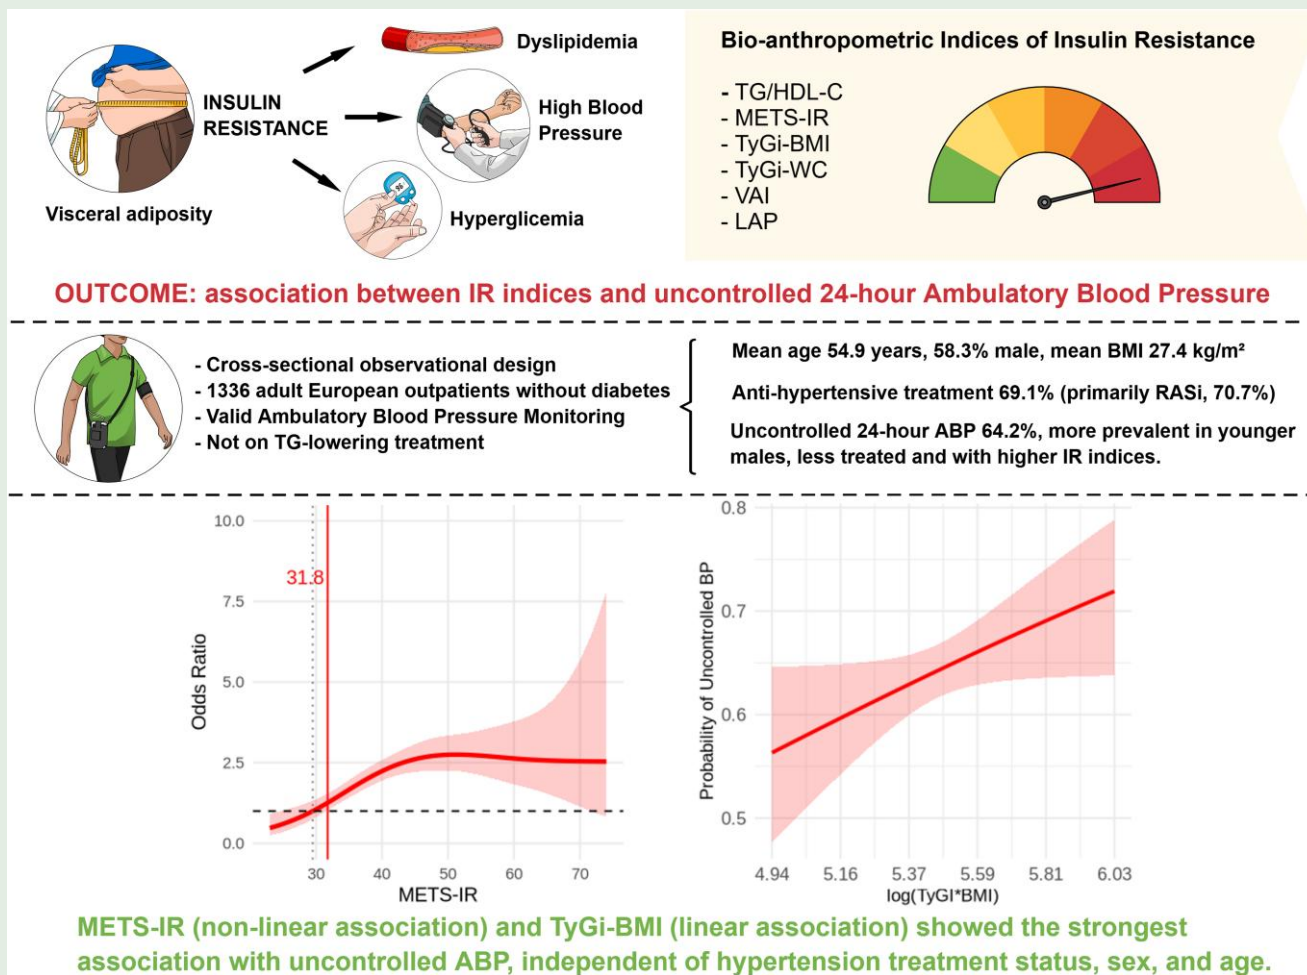 Dyslipidemia
INSULIN
RESISTANCE
High Blood
Pressure
Visceral adiposity
Hyperglicemia
Bio-anthropometric Indices of Insulin Resistance
- TG/HDL-C
- METS-IR
- TyGi-BMI
- TyGi-WC
- VAI
- LAP
OUTCOME: association between IR indices and uncontrolled 24-hour Ambulatory Blood Pressure
- Cross-sectional observational design
- 1336 adult European outpatients without diabetes
- Valid Ambulatory Blood Pressure Monitoring
- Not on TG-lowering treatment
Mean age 54.9 years, 58.3% male, mean BMI 27.4 kg/m²
Anti-hypertensive treatment 69.1% (primarily RASi, 70.7%)
Uncontrolled 24-hour ABP 64.2%, more prevalent in younger
males, less treated and with higher IR indices.
10.0
7.5
5.0
2.5
0.0
Odds Ratio
31.8
30 40 50 60 70
METS-IR
0.8
0.7
0.6
0.5
Probability of Uncontrolled BP
4.94 5.16 5.37 5.59 5.81 6.03
log(TyGI*BMI)
METS-IR (non-linear association) and TyGi-BMI (linear association) showed the strongest
association with uncontrolled ABP, independent of hypertension treatment status, sex, and age.